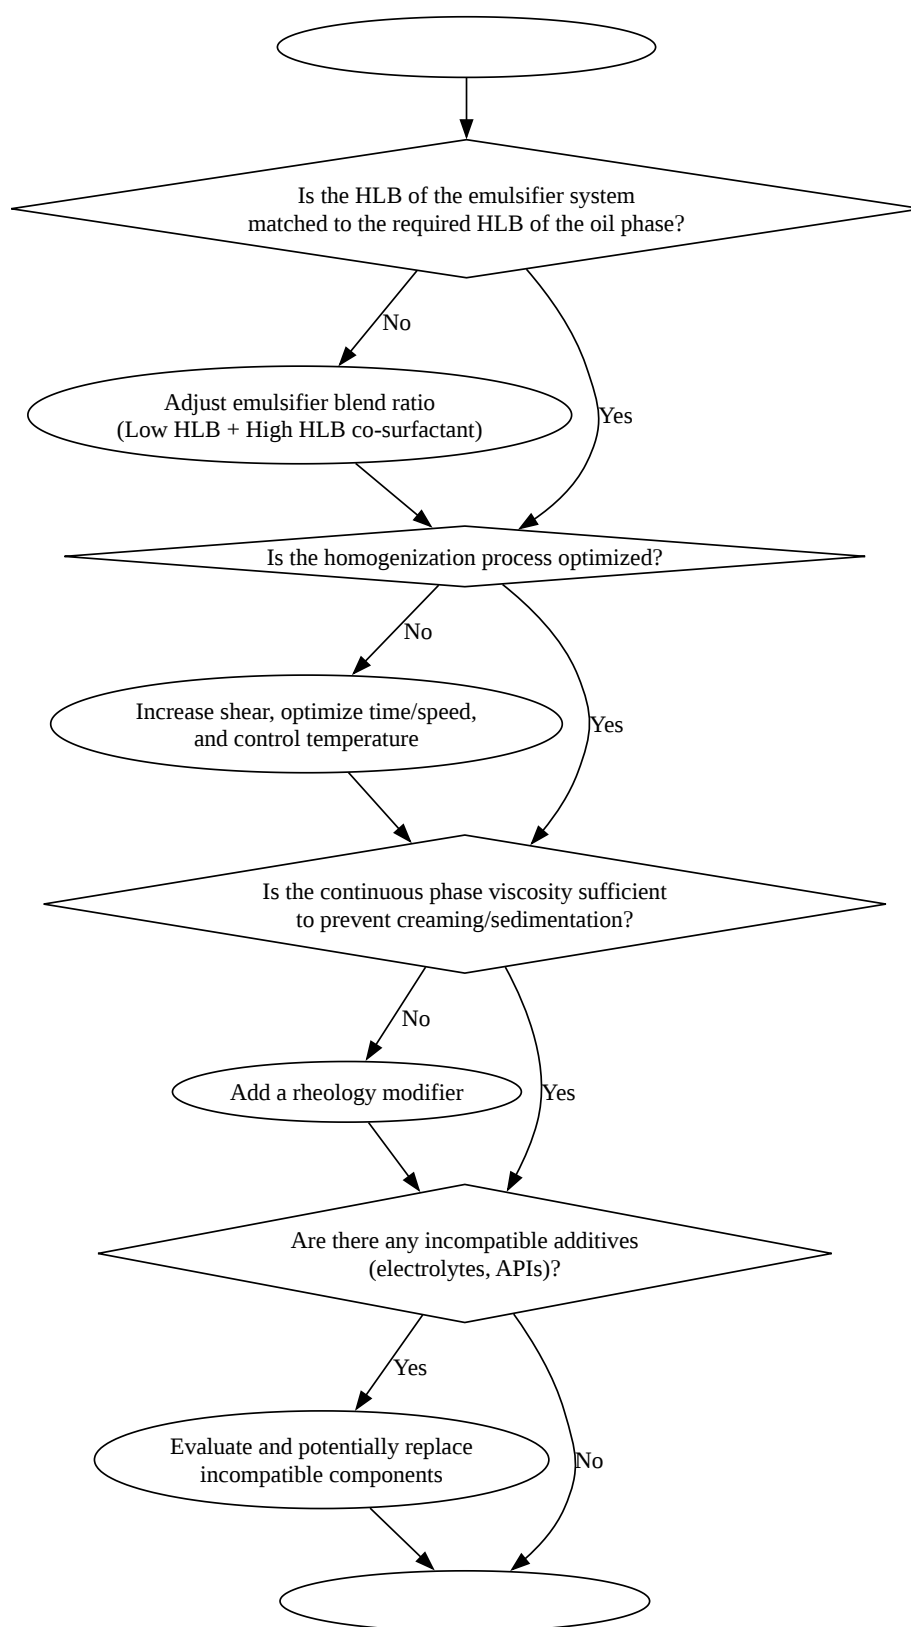 Is the HLB of the emulsifier system
matched to the required HLB of the oil phase?
No
Adjust emulsifier blend ratio
(Low HLB + High HLB co-surfactant)
Yes
Is the homogenization process optimized?
No
Increase shear, optimize time/speed,
and control temperature
Yes
Is the continuous phase viscosity sufficient
to prevent creaming/sedimentation?
No
Add a rheology modifier
Yes
Are there any incompatible additives
(electrolytes, APIs)?
Yes
Evaluate and potentially replace
incompatible components
No